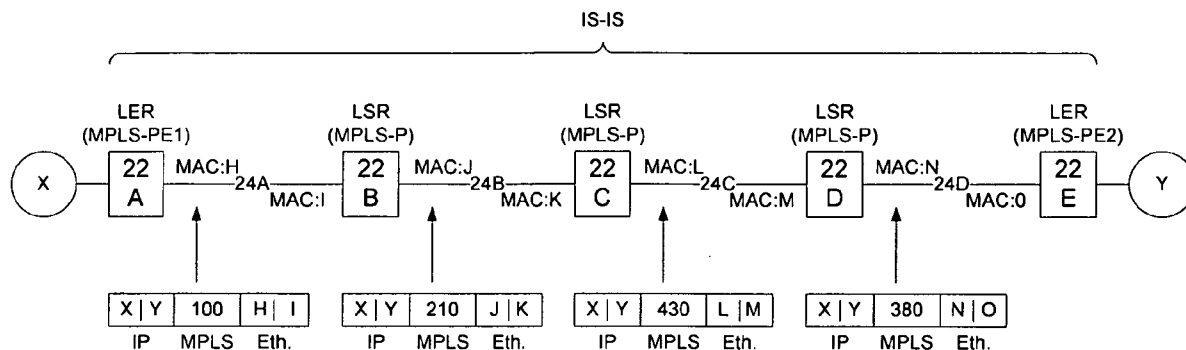 IS-IS
LER LSR LSR LSR LER
(MPLS-PE1) (MPLS-P) (MPLS-P) (MPLS-P) (MPLS-PE2)
X 22 MAC:H 22 MAC:J 22 MAC:L 22 MAC:N 22 Y
24A 24B 24C 24D
A MAC:I B MAC:K C MAC:M D MAC:0 E
X | Y 100 H | I X | Y 210 J | K X | Y 430 L | M X | Y 380 N | O
IP MPLS Eth. IP MPLS Eth. IP MPLS Eth. IP MPLS Eth.